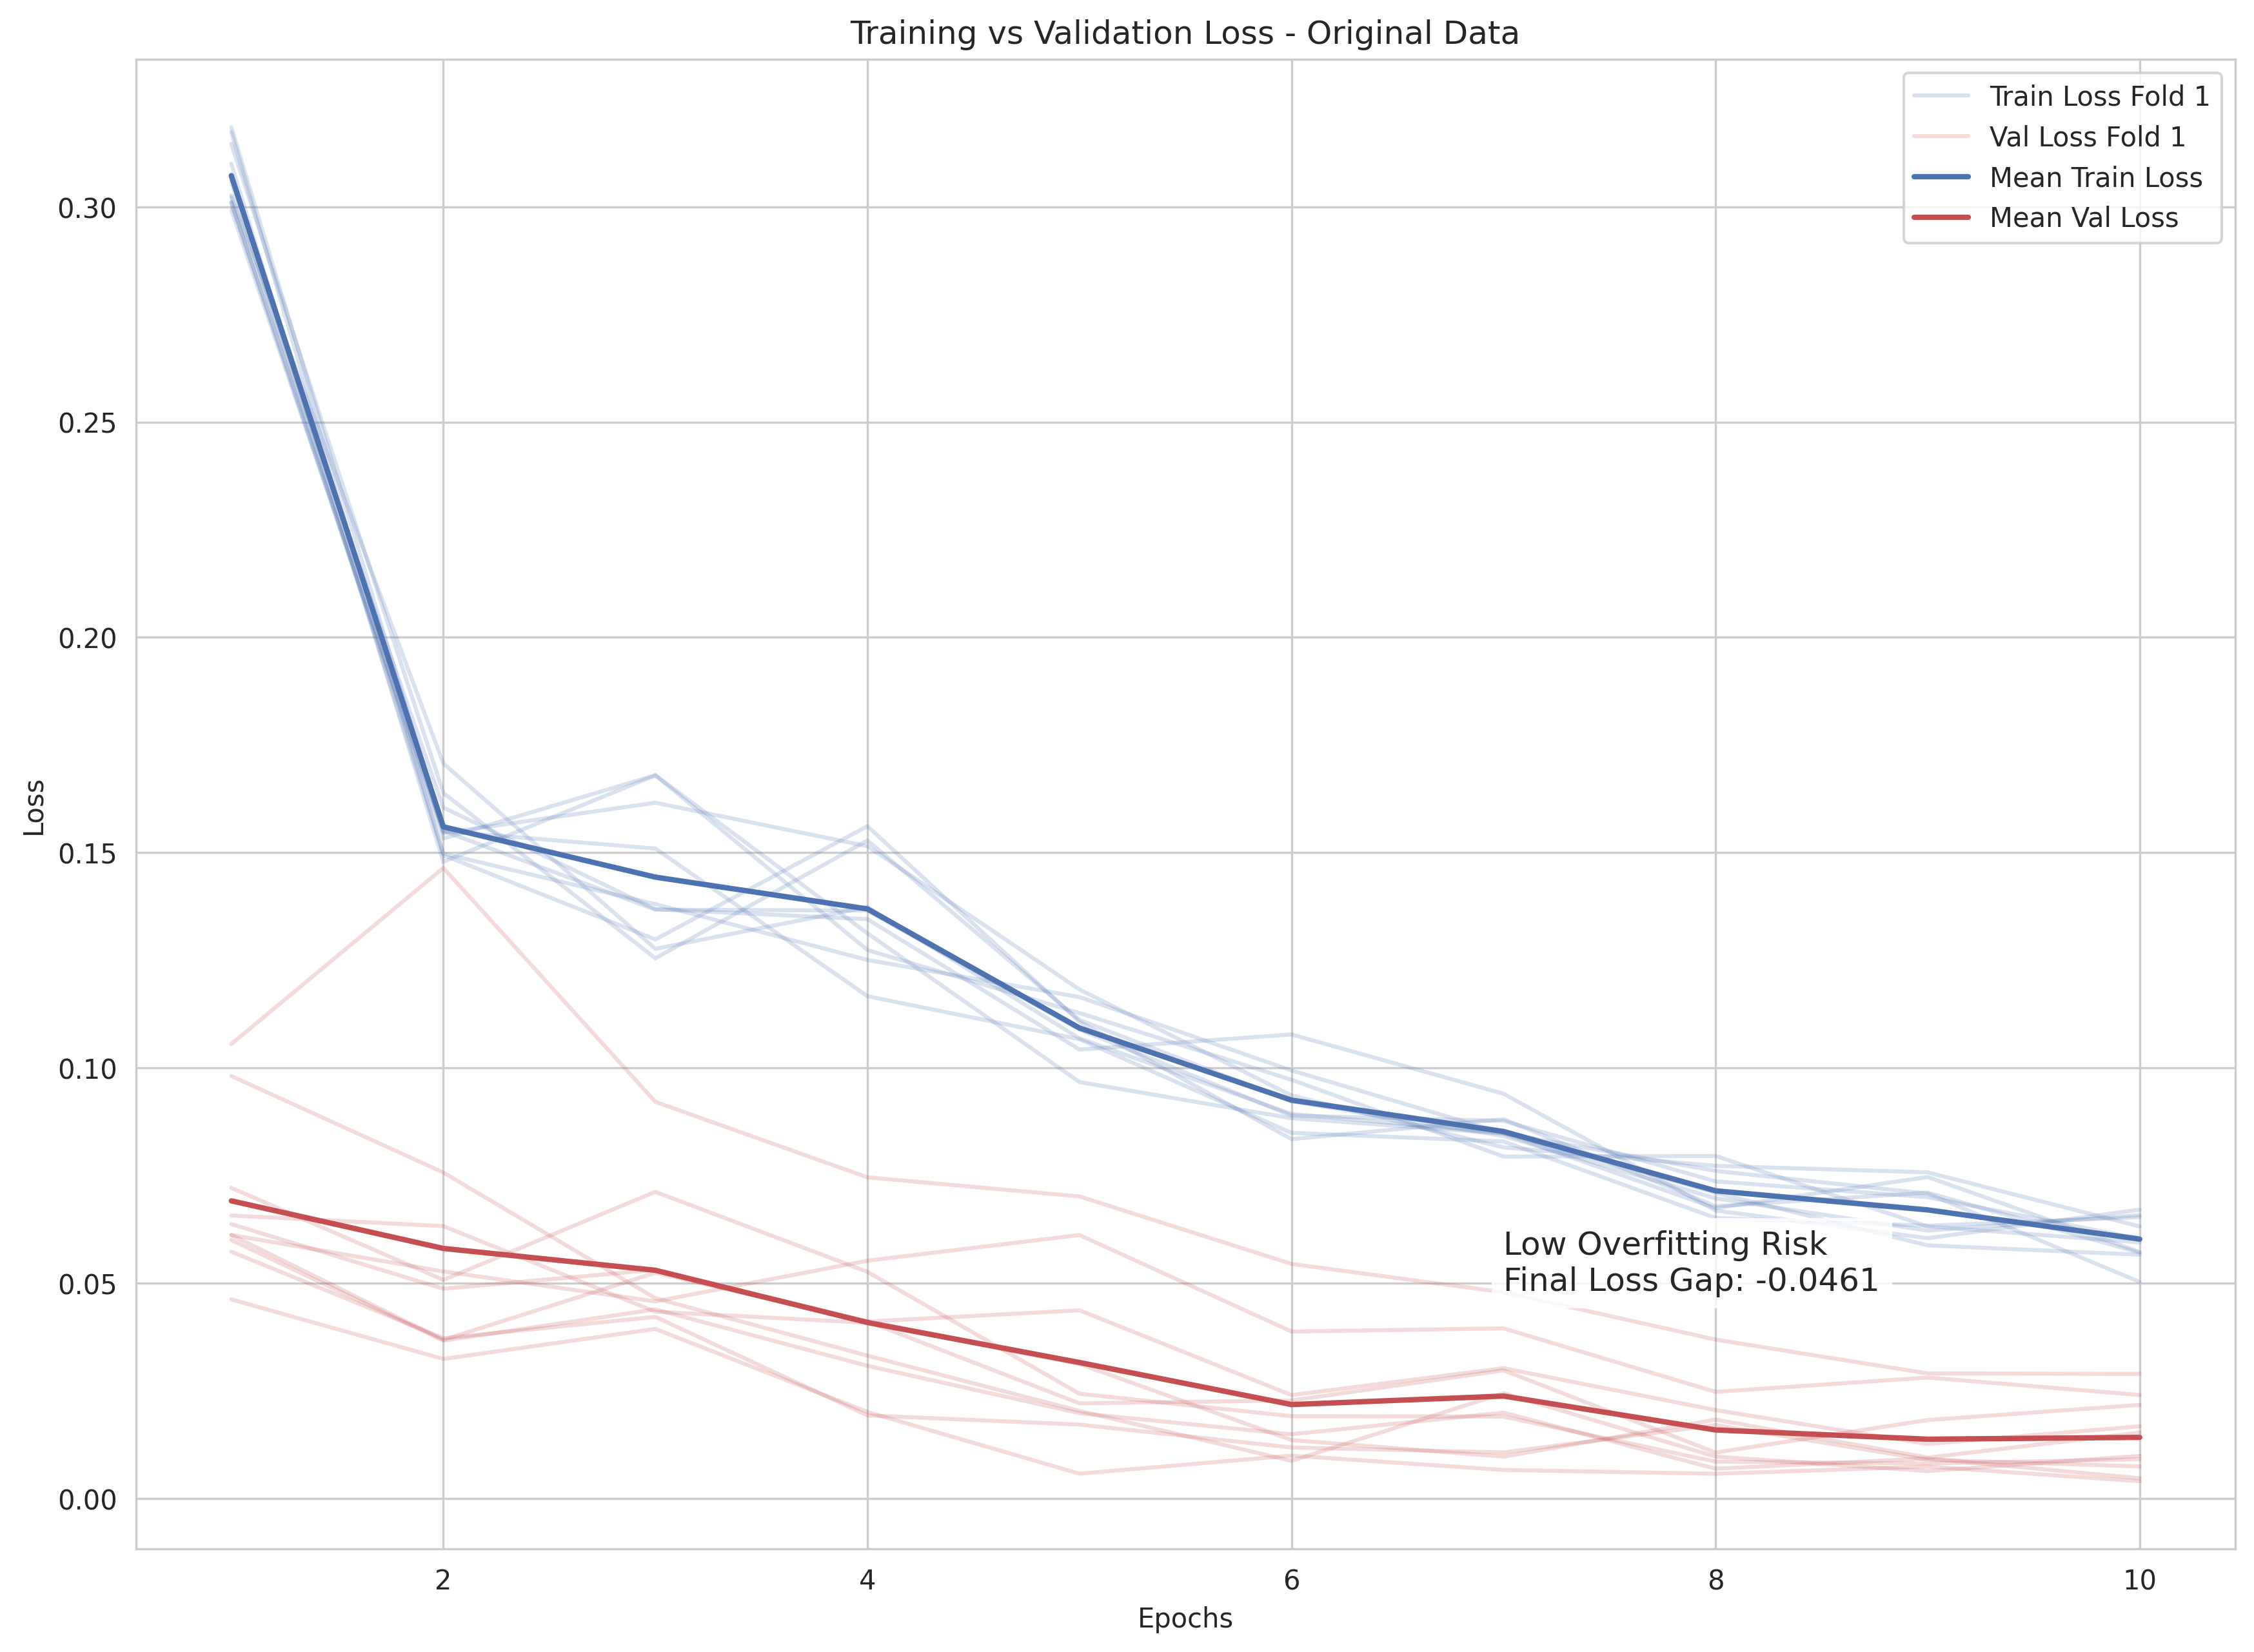 Training vs Validation Loss - Original Data
Train Loss Fold 1
Val Loss Fold 1
Mean Train Loss
Mean Val Loss
0.30
0.25
0.20
0.15
0.10
0.05
0.00
Loss
Low Overfitting Risk
Final Loss Gap: -0.0461
2 4 6 8 10
Epochs